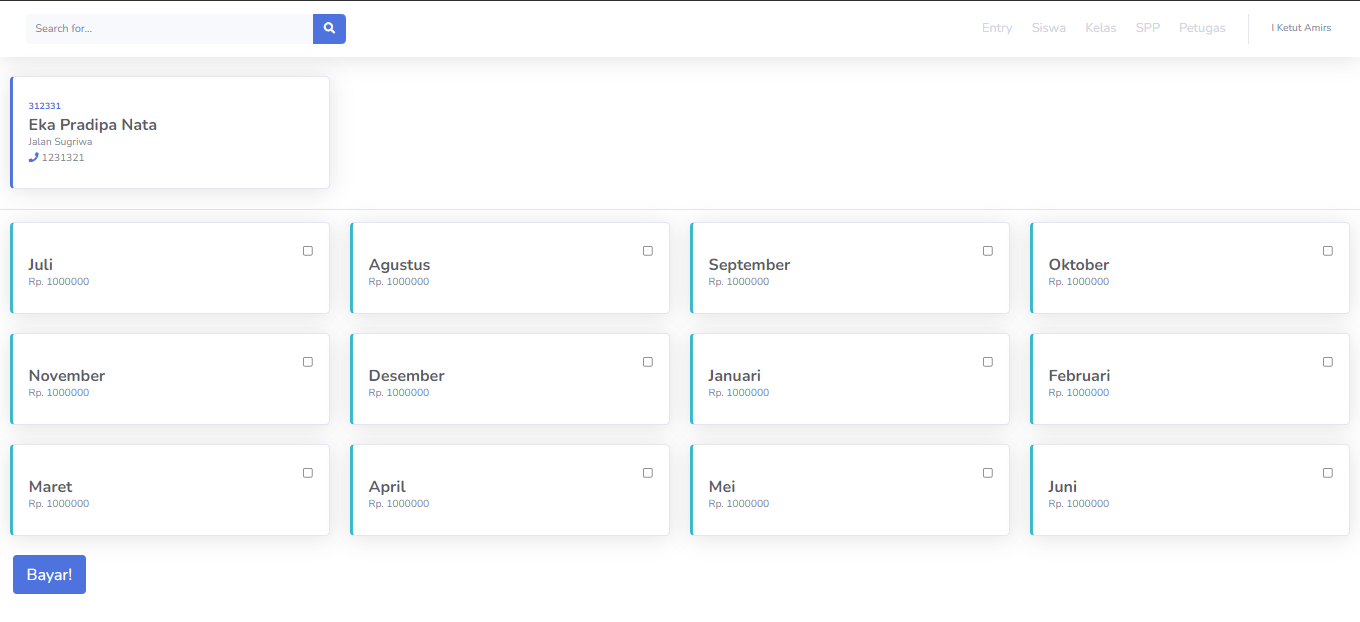 Search for...
Entry Siswa Kelas SPP Petugas I Ketut Amirs
312331
Eka Pradipa Nata
Jalan Sugriwa
1231321
Juli
Rp. 1000000
Agustus
Rp. 1000000
September
Rp. 1000000
Oktober
Rp. 1000000
November
Rp. 1000000
Desember
Rp. 1000000
Januari
Rp. 1000000
Februari
Rp. 1000000
Maret
Rp. 1000000
April
Rp. 1000000
Mei
Rp. 1000000
Juni
Rp. 1000000
Bayar!